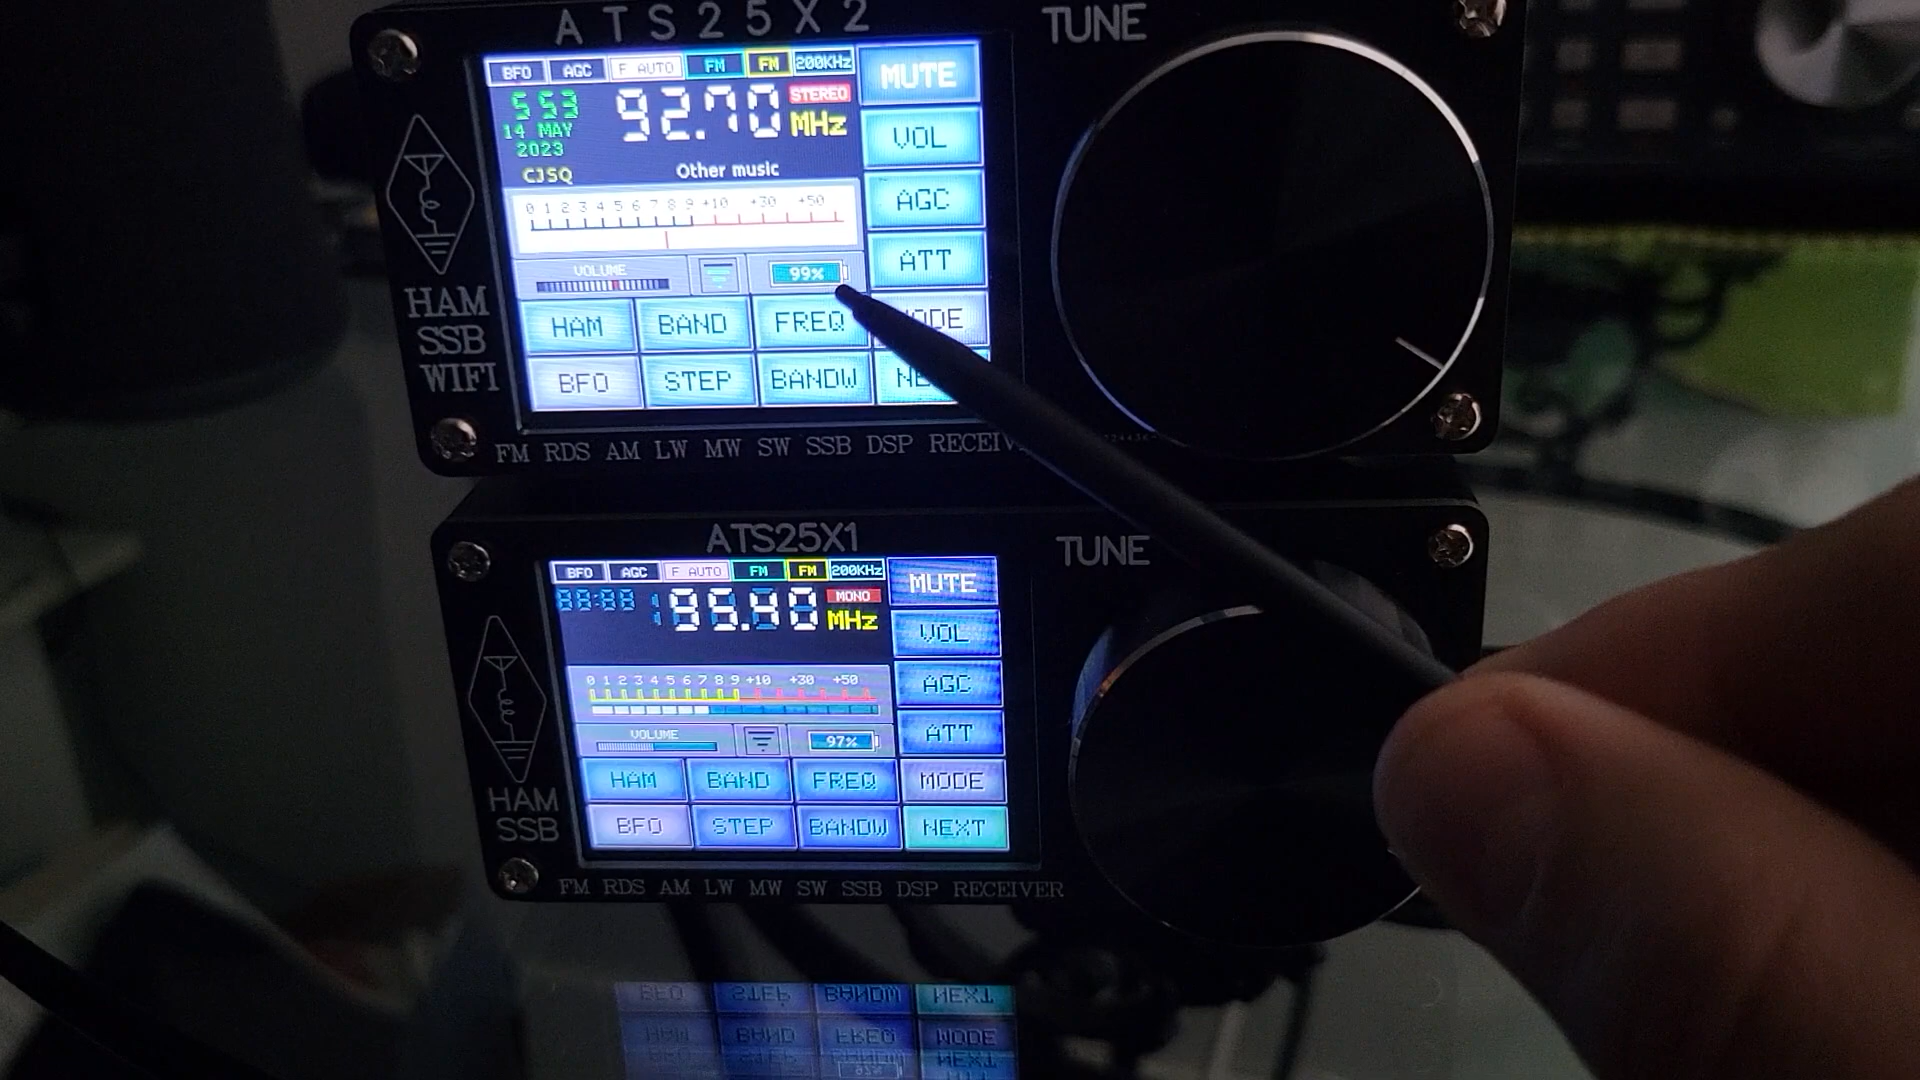 ATS25X2
TUNE
BFO AGC F AUTO FM FM 200KHz
MUTE
553 92.70 STEREO
MHz
14 MAY
2023
CJSQ Other music
VOL
AGC
0 1 2 3 4 5 6 7 8 9 +10 +30 +50
ATT
VOLUME 99%
HAM BAND FREQ MODE
BFO STEP BANDW
HAM
SSB
WIFI
FM RDS AM LW MW SW SSB DSP
ATS25X1
TUNE
BFO AGC F AUTO FM FM 200KHz
MUTE
88:88 95.40 MONO
MHz
VOL
0 1 2 3 4 5 6 7 8 9 +10 +30 +50
AGC
VOLUME 97%
ATT
HAM BAND FREQ MODE
BFO STEP BANDW NEXT
HAM
SSB
FM RDS AM LW MW SW SSB DSP RECEIVER